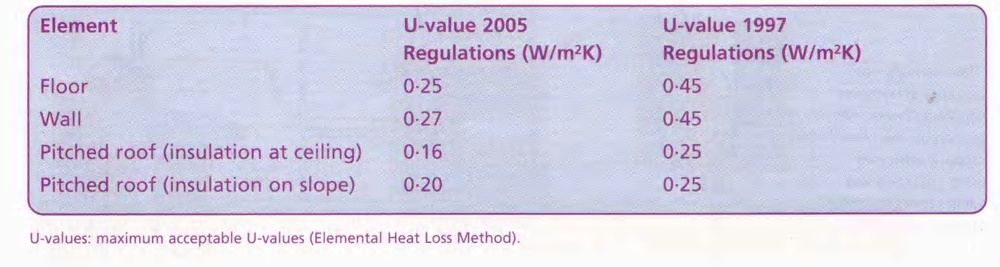 Element U-value 2005 U-value 1997
Regulations (W/m²K) Regulations (W/m²K)
Floor 0·25 0·45
Wall 0·27 0·45
Pitched roof (insulation at ceiling) 0·16 0·25
Pitched roof (insulation on slope) 0·20 0·25
U-values: maximum acceptable U-values (Elemental Heat Loss Method).